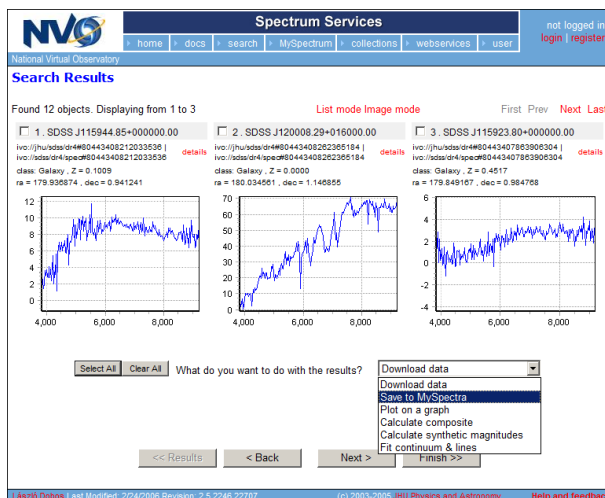 NVO
Spectrum Services
not logged in
home docs search MySpectrum collections webservices user
login | register
National Virtual Observatory
Search Results
Found 12 objects. Displaying from 1 to 3
List mode Image mode
First Prev Next Last
1. SDSS J115944.85+000000.00
ivo://jhu/sdss/dr4#80443408212033536 |
ivo://sdss/dr4/spec#80443408212033536
details
class: Galaxy , Z = 0.1009
ra = 179.936874 , dec = 0.941241
12
10
8
6
4
2
0
4,000 6,000 8,000
2. SDSS J120008.29+016000.00
ivo://jhu/sdss/dr4#80443408262365184 |
ivo://sdss/dr4/spec#80443408262365184
details
class: Galaxy , Z = 0.0000
ra = 180.034561 , dec = 1.146855
70
60
50
40
30
20
10
0
4,000 6,000 8,000
3. SDSS J115923.80+000000.00
ivo://jhu/sdss/dr4#80443407863906304 |
ivo://sdss/dr4/spec#80443407863906304
details
class: Galaxy , Z = 0.4517
ra = 179.849167 , dec = 0.984768
6
4
2
0
-2
-4
4,000 6,000 8,000
Select All Clear All What do you want to do with the results? Download data
Download data
Save to MySpectra
Plot on a graph
Calculate composite
Calculate synthetic magnitudes
Fit continuum & lines
<< Results < Back Next > Finish >>
László Dobos Last Modified: 2/24/2006 Revision: 2.5.2246.22707 (c) 2003-2005 JHU Physics and Astronomy Help and feedback